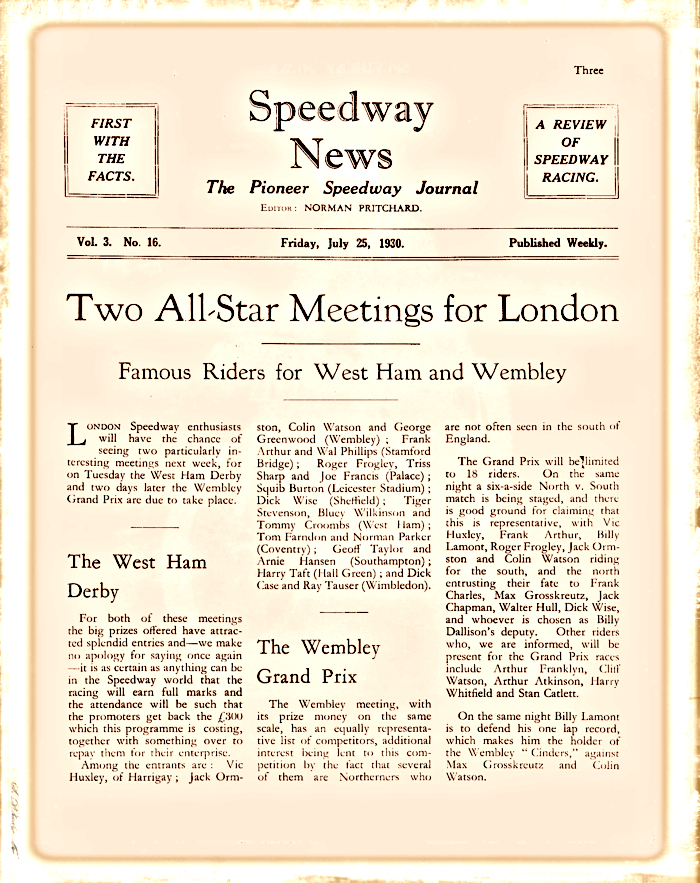 Three
FIRST
WITH
THE
FACTS.
Speedway
News
The Pioneer Speedway Journal
EDITOR: NORMAN PRITCHARD.
A REVIEW
OF
SPEEDWAY
RACING.
Vol. 3. No. 16.
Friday, July 25, 1930.
Published Weekly.
Two All-Star Meetings for London
Famous Riders for West Ham and Wembley
LONDON Speedway enthusiasts
will have the chance of
seeing two particularly in-
teresting meetings next week, for
on Tuesday the West Ham Derby
and two days later the Wembley
Grand Prix are due to take place.
The West Ham
Derby
For both of these meetings
the big prizes offered have attrac-
ted splendid entries and—we make
no apology for saying once again
—it is as certain as anything can be
in the Speedway world that the
racing will earn full marks and
the attendance will be such that
the promoters get back the £300
which this programme is costing,
together with something over to
repay them for their enterprise.
Among the entrants are : Vic
Huxley, of Harrigay ; Jack Orm-
ston, Colin Watson and George
Greenwood (Wembley) ; Frank
Arthur and Wal Phillips (Stamford
Bridge) ; Roger Frogley, Triss
Sharp and Joe Francis (Palace) ;
Squib Burton (Leicester Stadium) ;
Dick Wise (Sheffield) ; Tiger
Stevenson, Bluey Wilkinson and
Tommy Croombs (West Ham) ;
Tom Farndon and Norman Parker
(Coventry) ; Geoff Taylor and
Arnie Hansen (Southampton) ;
Harry Taft (Hall Green) ; and Dick
Case and Ray Tauser (Wimbledon).
The Wembley
Grand Prix
The Wembley meeting, with
its prize money on the same
scale, has an equally representa-
tive list of competitors, additional
interest being lent to this com-
petition by the fact that several
of them are Northerners who
are not often seen in the south of
England.
The Grand Prix will be limited
to 18 riders. On the same
night a six-a-side North v. South
match is being staged, and there
is good ground for claiming that
this is representative, with Vic
Huxley, Frank Arthur, Billy
Lamont, Roger Frogley, Jack Orm-
ston and Colin Watson riding
for the south, and the north
entrusting their fate to Frank
Charles, Max Grosskreutz, Jack
Chapman, Walter Hull, Dick Wise,
and whoever is chosen as Billy
Dallison's deputy. Other riders
who, we are informed, will be
present for the Grand Prix races
include Arthur Franklyn, Cliff
Watson, Arthur Atkinson, Harry
Whitfield and Stan Catlett.
On the same night Billy Lamont
is to defend his one lap record,
which makes him the holder of
the Wembley "Cinders," against
Max Grosskreutz and Colin
Watson.